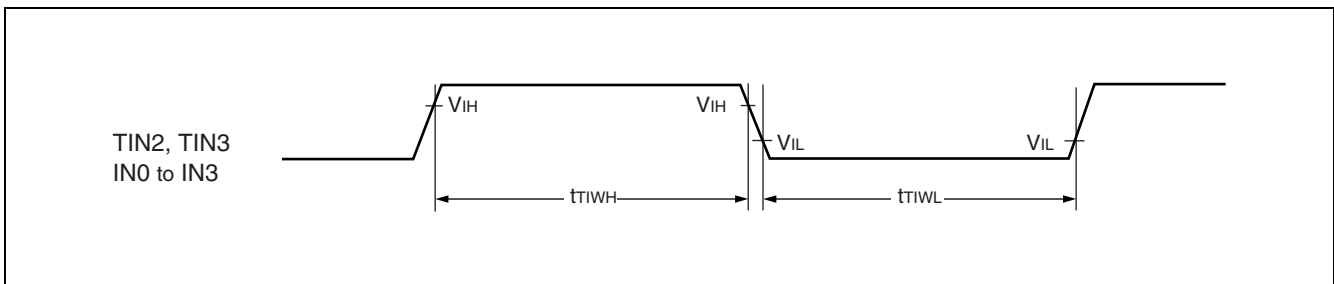 VIH
VIH
TIN2, TIN3
IN0 to IN3
VIL
VIL
tTIWH
tTIWL